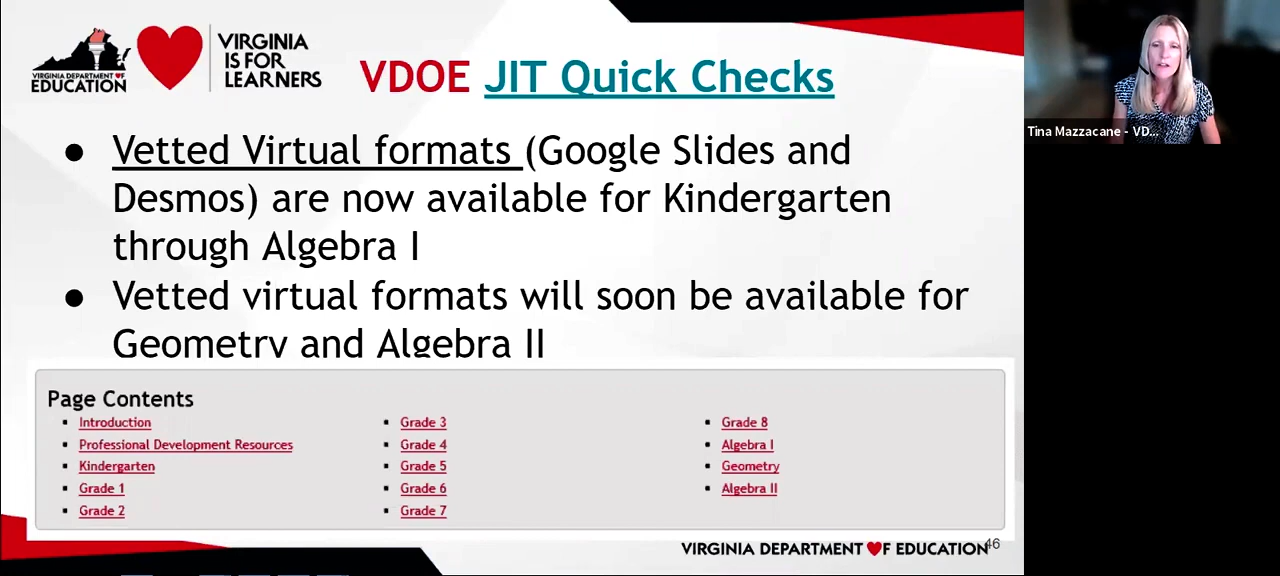 VIRGINIA DEPARTMENT OF
EDUCATION
VIRGINIA
IS FOR
LEARNERS
VDOE JIT Quick Checks
● Vetted Virtual formats (Google Slides and
Desmos) are now available for Kindergarten
through Algebra I
● Vetted virtual formats will soon be available for
Geometry and Algebra II
Page Contents
▪ Introduction
▪ Professional Development Resources
▪ Kindergarten
▪ Grade 1
▪ Grade 2
▪ Grade 3
▪ Grade 4
▪ Grade 5
▪ Grade 6
▪ Grade 7
▪ Grade 8
▪ Algebra I
▪ Geometry
▪ Algebra II
VIRGINIA DEPARTMENT OF EDUCATION
46
Tina Mazzacane - VD...